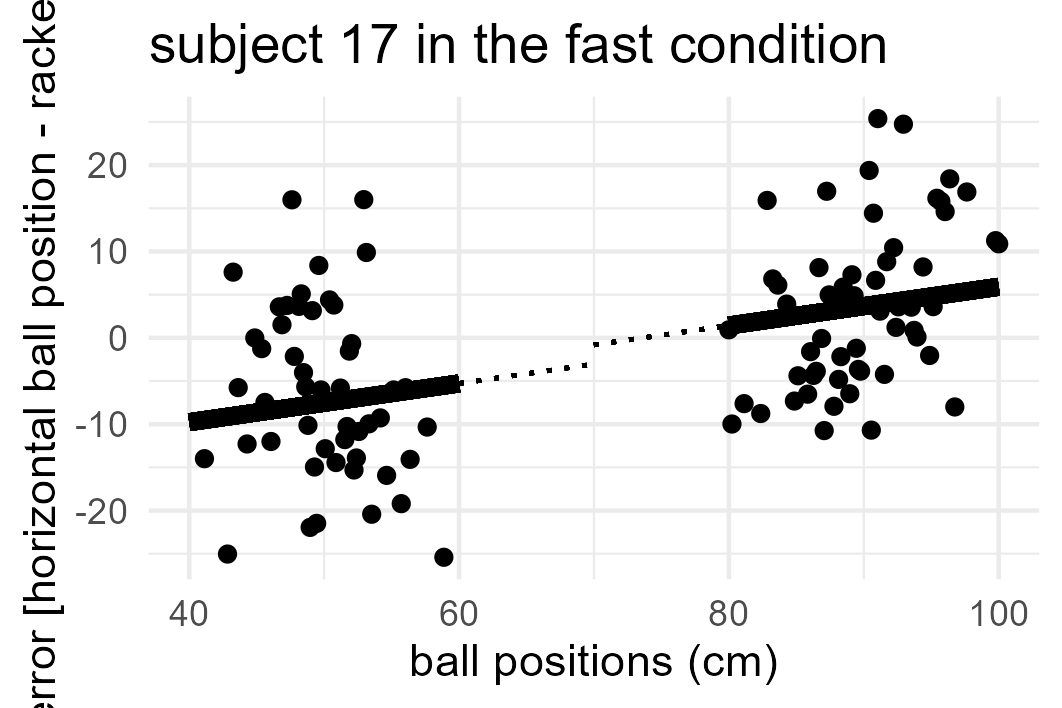 subject 17 in the fast condition
error [horizontal ball position - racke
20
10
0
-10
-20
40 60 80 100
ball positions (cm)